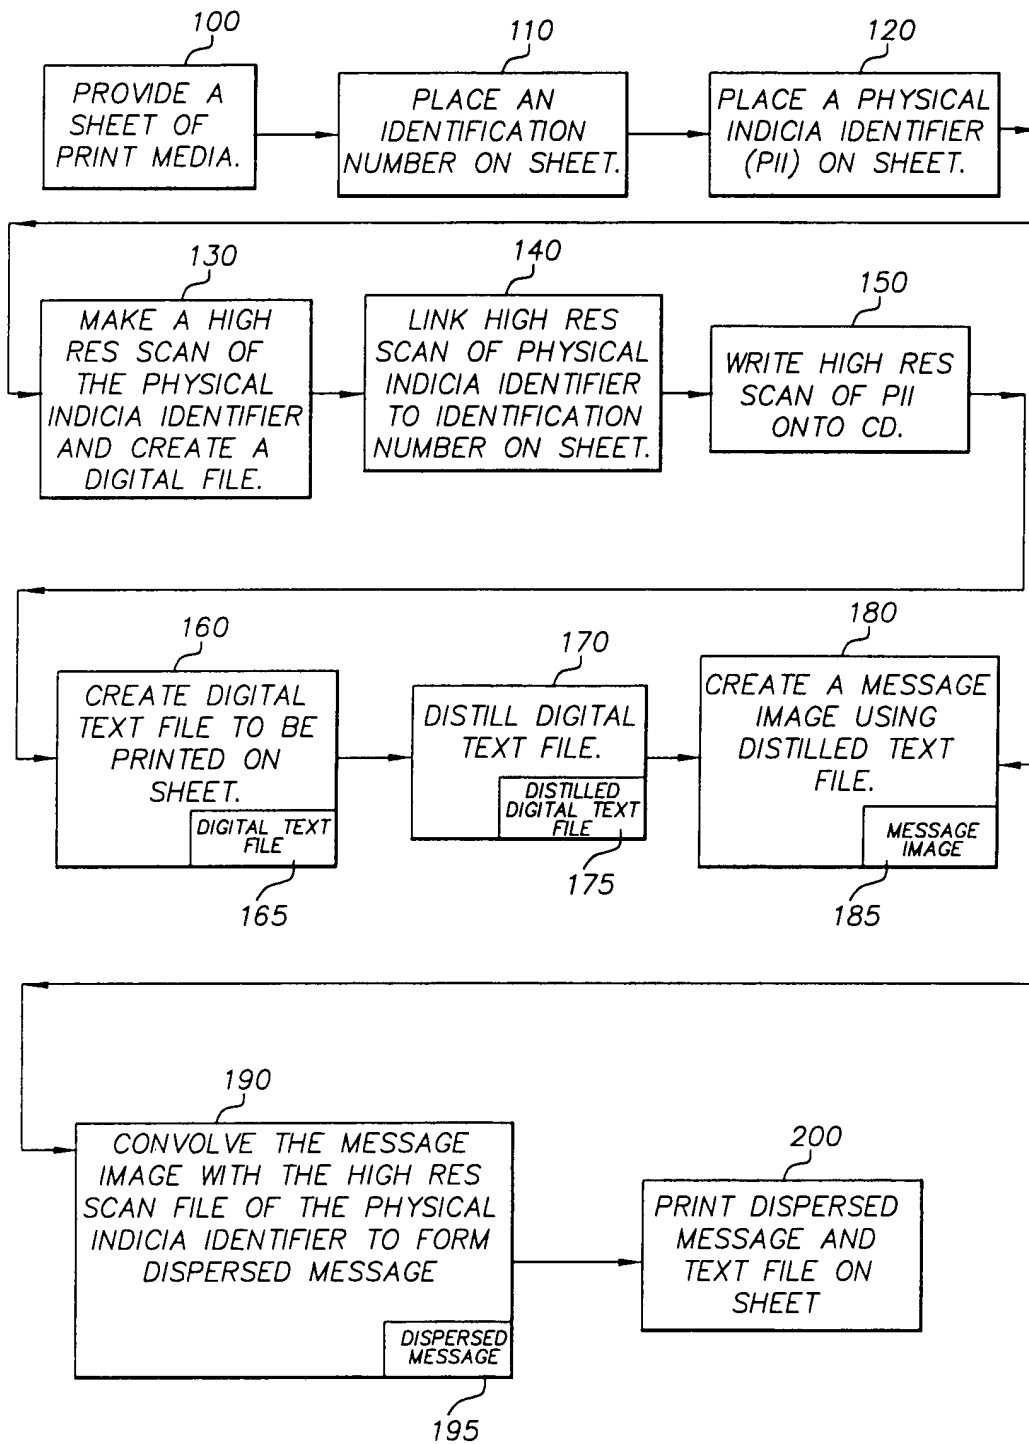 100
PROVIDE A
SHEET OF
PRINT MEDIA.
110
PLACE AN
IDENTIFICATION
NUMBER ON SHEET.
120
PLACE A PHYSICAL
INDICIA IDENTIFIER
(PII) ON SHEET.
130
MAKE A HIGH
RES SCAN OF
THE PHYSICAL
INDICIA IDENTIFIER
AND CREATE A
DIGITAL FILE.
140
LINK HIGH RES
SCAN OF PHYSICAL
INDICIA IDENTIFIER
TO IDENTIFICATION
NUMBER ON SHEET.
150
WRITE HIGH RES
SCAN OF PII
ONTO CD.
160
CREATE DIGITAL
TEXT FILE TO BE
PRINTED ON
SHEET.
DIGITAL TEXT
FILE
165
170
DISTILL DIGITAL
TEXT FILE.
DISTILLED
DIGITAL TEXT
FILE
175
180
CREATE A MESSAGE
IMAGE USING
DISTILLED TEXT
FILE.
MESSAGE
IMAGE
185
190
CONVOLVE THE MESSAGE
IMAGE WITH THE HIGH RES
SCAN FILE OF THE PHYSICAL
INDICIA IDENTIFIER TO FORM
DISPERSED MESSAGE
DISPERSED
MESSAGE
195
200
PRINT DISPERSED
MESSAGE AND
TEXT FILE ON
SHEET